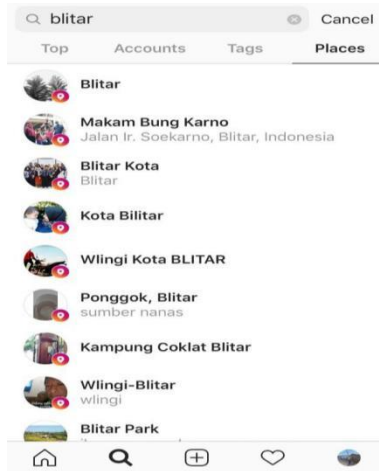 blitar
Cancel
Top Accounts Tags Places
Blitar
Makam Bung Karno
Jalan Ir. Soekarno, Blitar, Indonesia
Blitar Kota
Blitar
Kota Bilitar
Wlingi Kota BLITAR
Ponggok, Blitar
sumber nanas
Kampung Coklat Blitar
Wlingi-Blitar
wlingi
Blitar Park